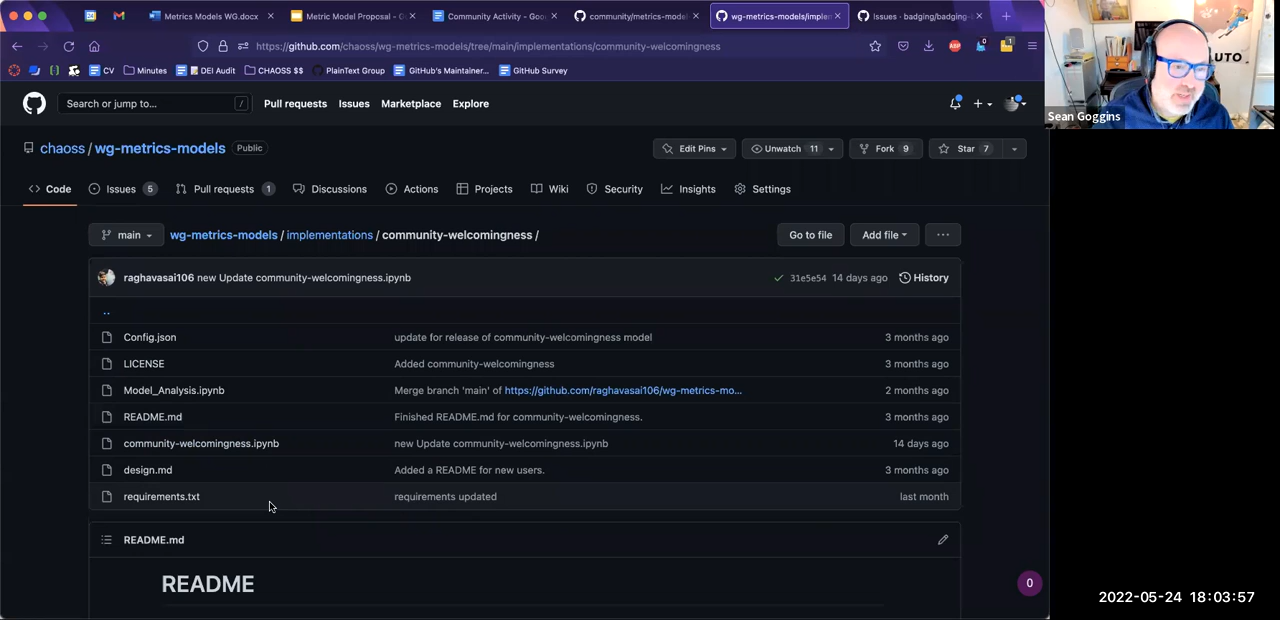 Metrics Models WG.docx
Metric Model Proposal - G
Community Activity - Goo
community/metrics-model
wg-metrics-models/implem
Issues · badging/badging-
https://github.com/chaoss/wg-metrics-models/tree/main/implementations/community-welcomingness
ABP
0
1
CV
Minutes
DEI Audit
CHAOSS $$
PlainText Group
GitHub's Maintainer...
GitHub Survey
UTO
Sean Goggins
Search or jump to...
/
Pull requests
Issues
Marketplace
Explore
chaoss / wg-metrics-models
Public
Edit Pins
Unwatch 11
Fork 9
Star 7
Code
Issues 5
Pull requests 1
Discussions
Actions
Projects
Wiki
Security
Insights
Settings
main
wg-metrics-models / implementations / community-welcomingness /
Go to file
Add file
...
raghavasai106 new Update community-welcomingness.ipynb
31e5e54 14 days ago
History
..
Config.json update for release of community-welcomingness model 3 months ago
LICENSE Added community-welcomingness 3 months ago
Model_Analysis.ipynb Merge branch 'main' of https://github.com/raghavasai106/wg-metrics-mo... 2 months ago
README.md Finished README.md for community-welcomingness. 3 months ago
community-welcomingness.ipynb new Update community-welcomingness.ipynb 14 days ago
design.md Added a README for new users. 3 months ago
requirements.txt requirements updated last month
README.md
README
0
2022-05-24 18:03:57